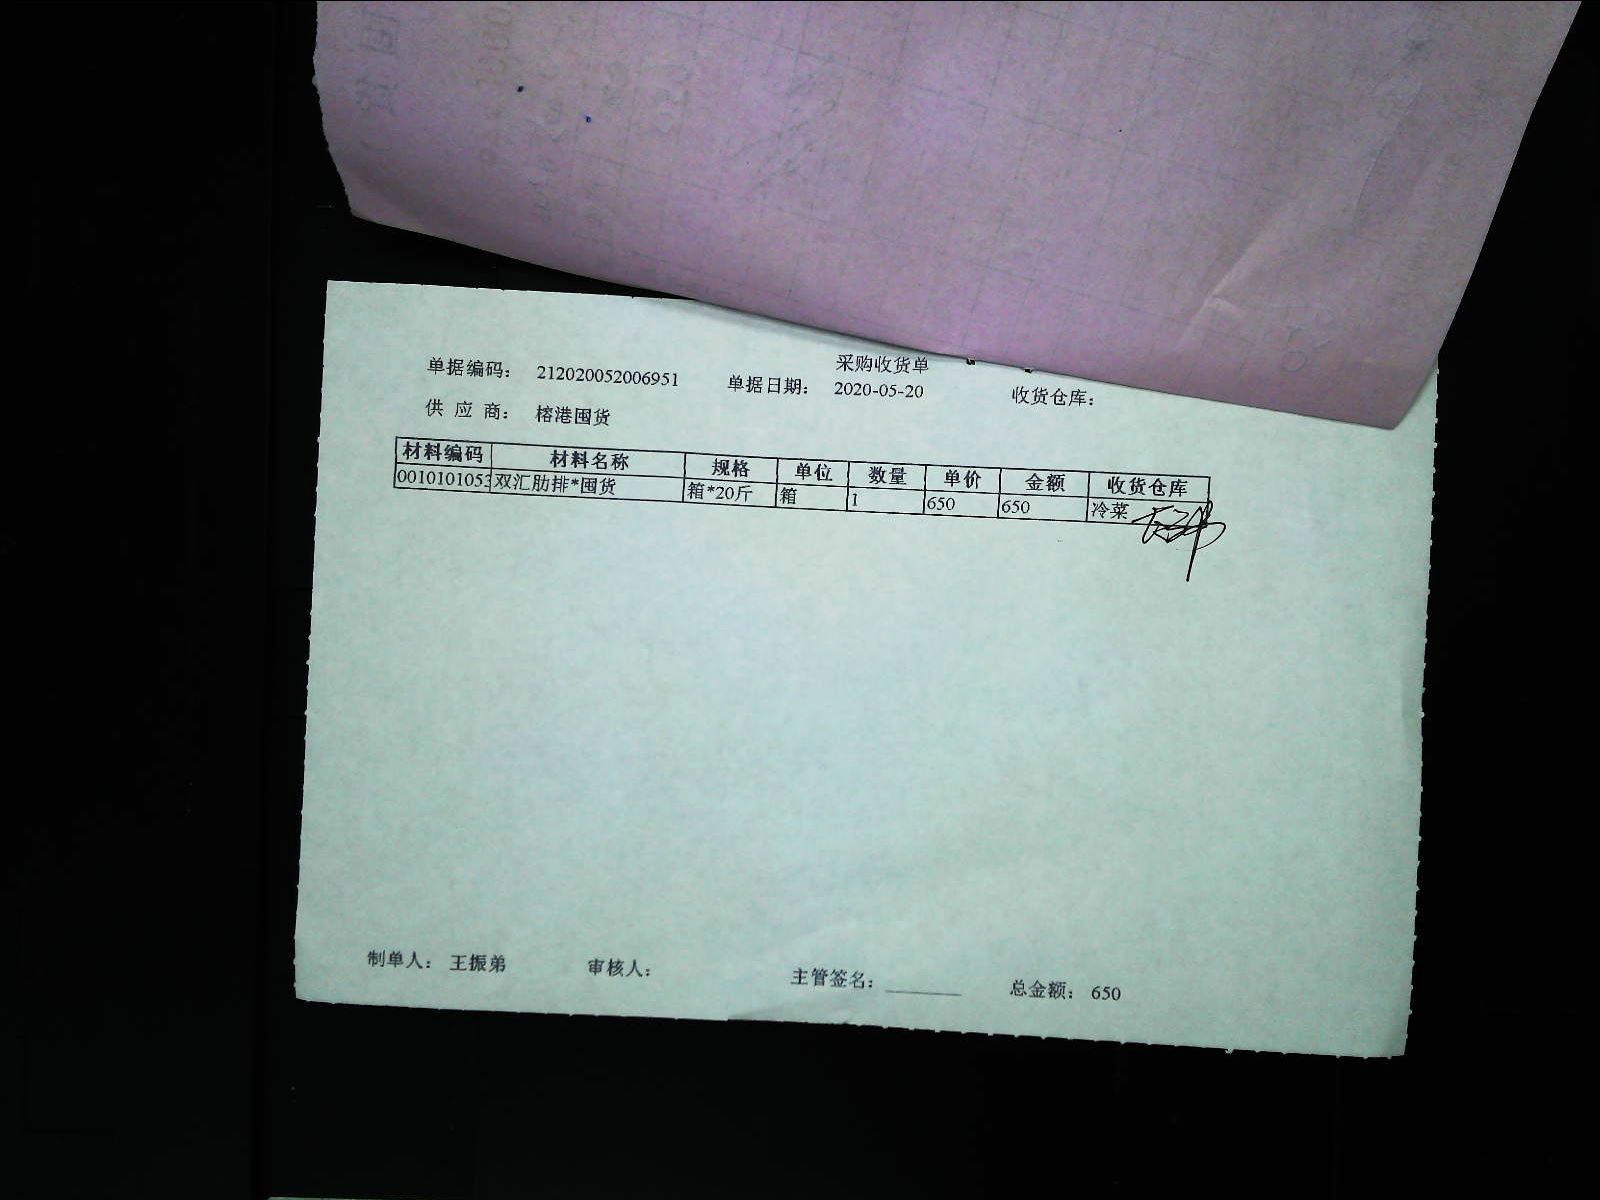 采购收货单
单据编码: 212020052006951 单据日期: 2020-05-20 收货仓库:
供 应 商: 榕港囤货
材料编码 材料名称 规格 单位 数量 单价 金额 收货仓库
0010101053 双汇肋排*囤货 箱*20斤 箱 1 650 650 冷菜
制单人: 王振弟 审核人: 主管签名: ________ 总金额: 650